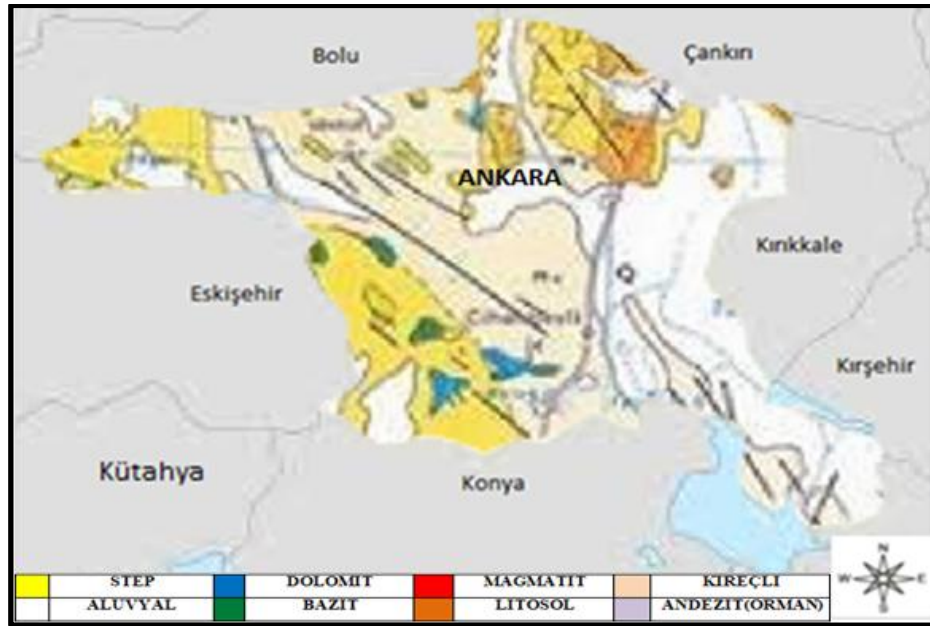 Bolu
Çankırı
ANKARA
Kırıkkale
Eskişehir
Q
Kırşehir
Kütahya
Konya
STEP DOLOMIT MAGMATIT KIREÇLI
ALUVYAL BAZIT LITOSOL ANDEZIT(ORMAN)
N
W E
S